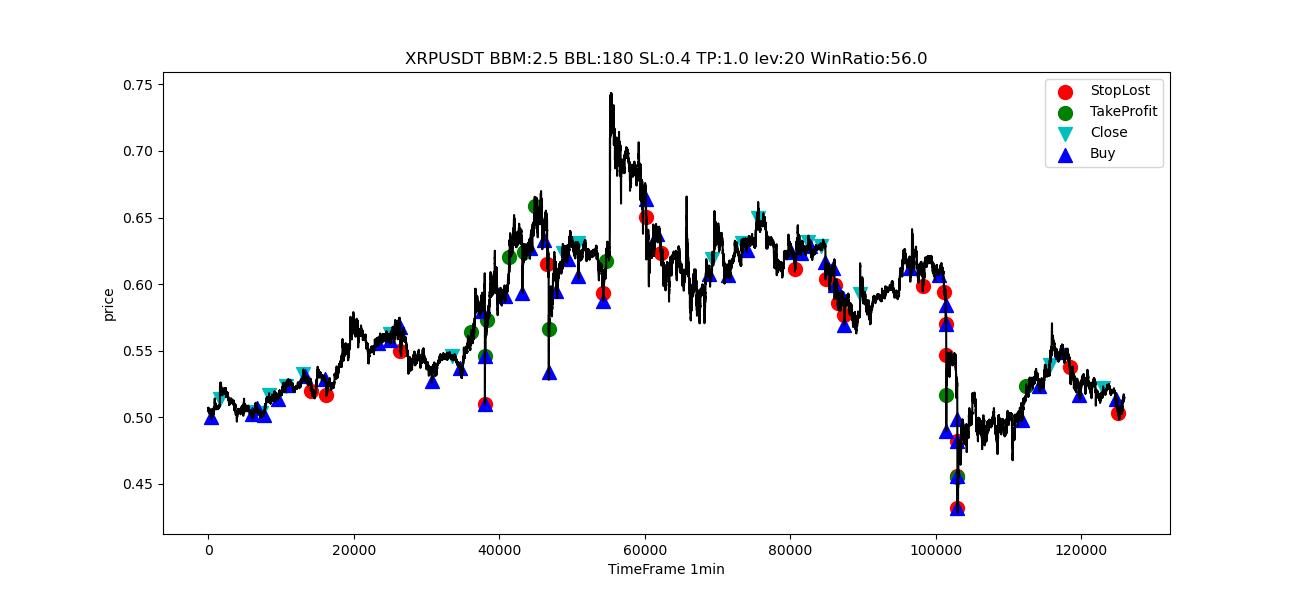 XRPUSDT BBM:2.5 BBL:180 SL:0.4 TP:1.0 lev:20 WinRatio:56.0
0.75
0.70
0.65
0.60
0.55
0.50
0.45
price
StopLost
TakeProfit
Close
Buy
0 20000 40000 60000 80000 100000 120000
TimeFrame 1min